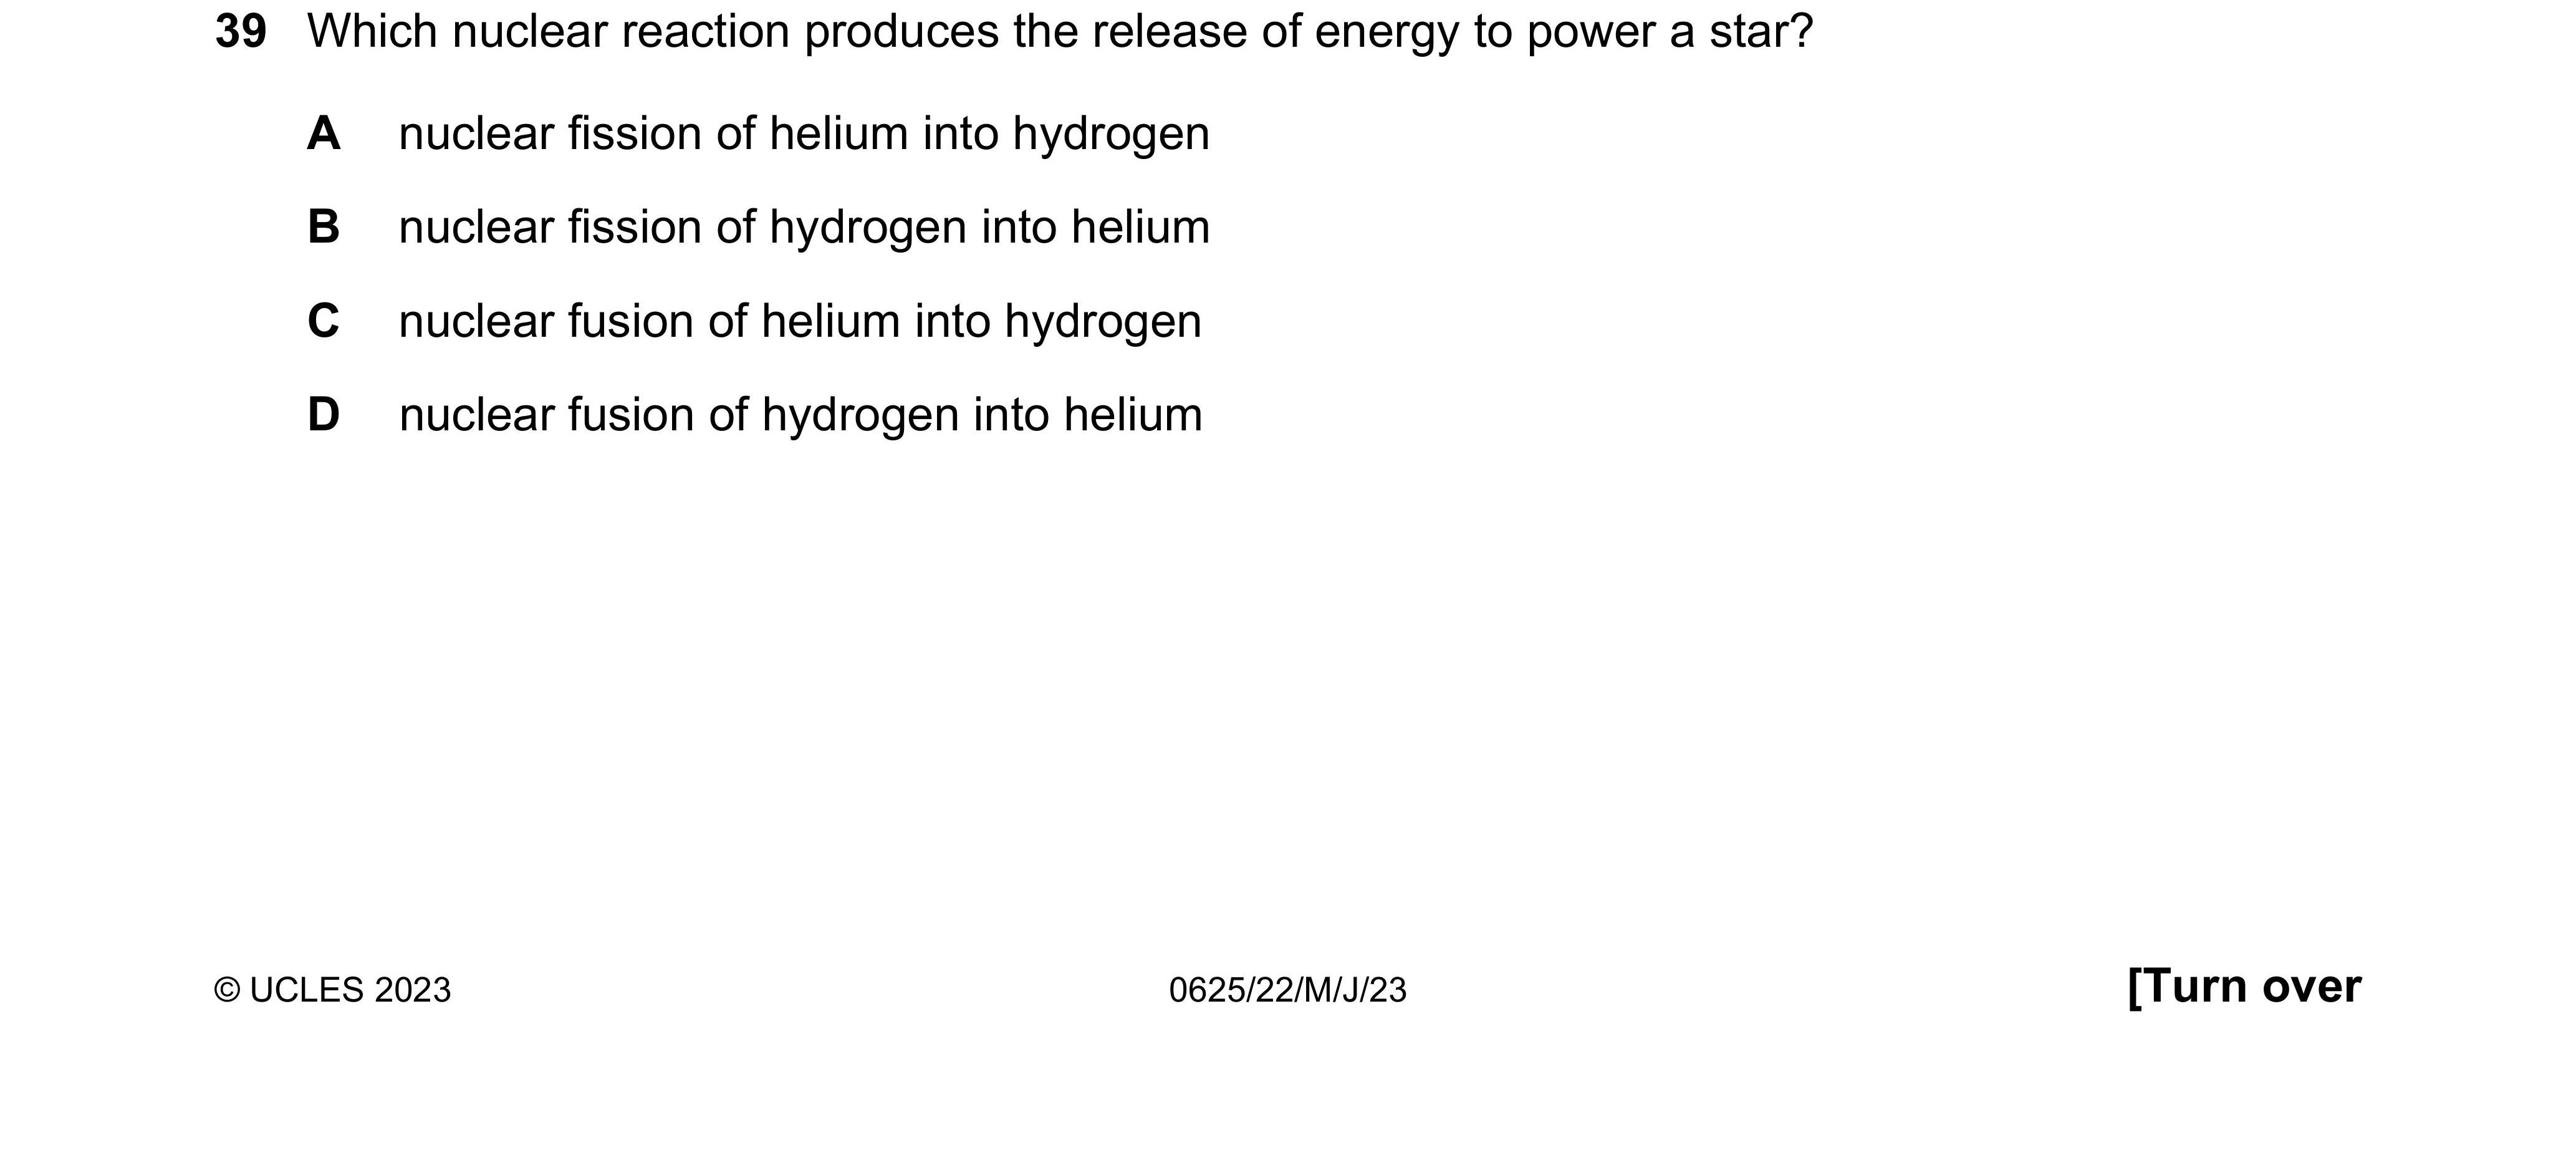 39 Which nuclear reaction produces the release of energy to power a star?
A nuclear fission of helium into hydrogen
B nuclear fission of hydrogen into helium
C nuclear fusion of helium into hydrogen
D nuclear fusion of hydrogen into helium
© UCLES 2023 0625/22/M/J/23 [Turn over